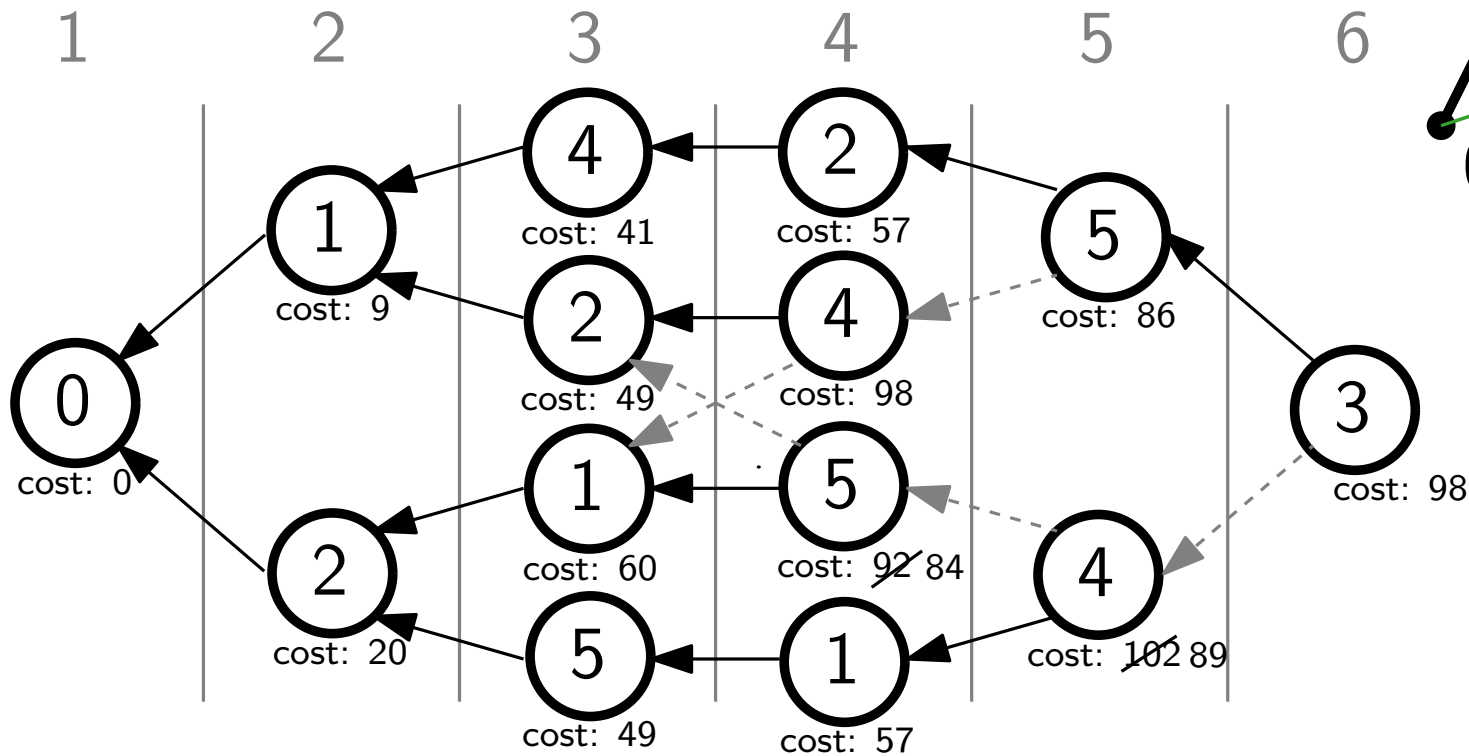 1 2 3 4 5 6
4
cost: 41
2
cost: 57
1
cost: 9
5
cost: 86
2
cost: 49
4
cost: 98
0
cost: 0
3
cost: 98
1
cost: 60
5
cost: 92 84
2
cost: 20
4
cost: 102 89
5
cost: 49
1
cost: 57